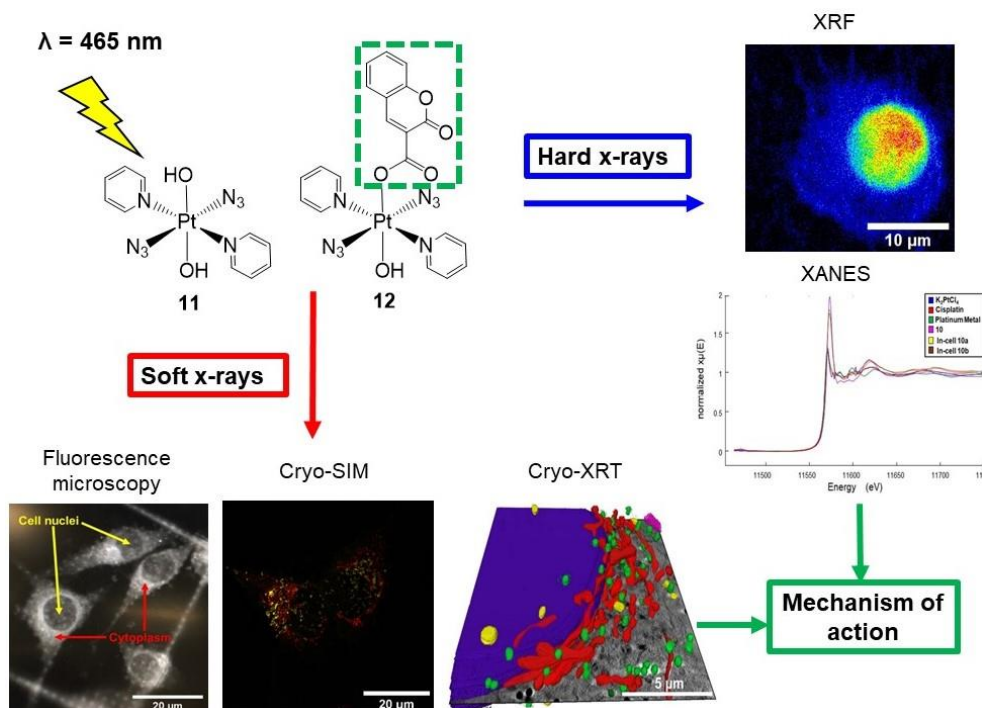 λ = 465 nm
XRF
O
O
O
O
HO
N
N₃
Pt
N₃
N
OH
11
N
N₃
Pt
N₃
N
OH
12
Hard x-rays
10 µm
XANES
K₂PtCl₄
Cisplatin
Platinum Metal
10
In-cell 10a
In-cell 10b
normalized xµ(E)
2
1
0
11500
11550
11600
11650
11700
Energy (eV)
Soft x-rays
Fluorescence
microscopy
Cell nuclei
Cytoplasm
20 µm
Cryo-SIM
20 µm
Cryo-XRT
5 µm
Mechanism of
action